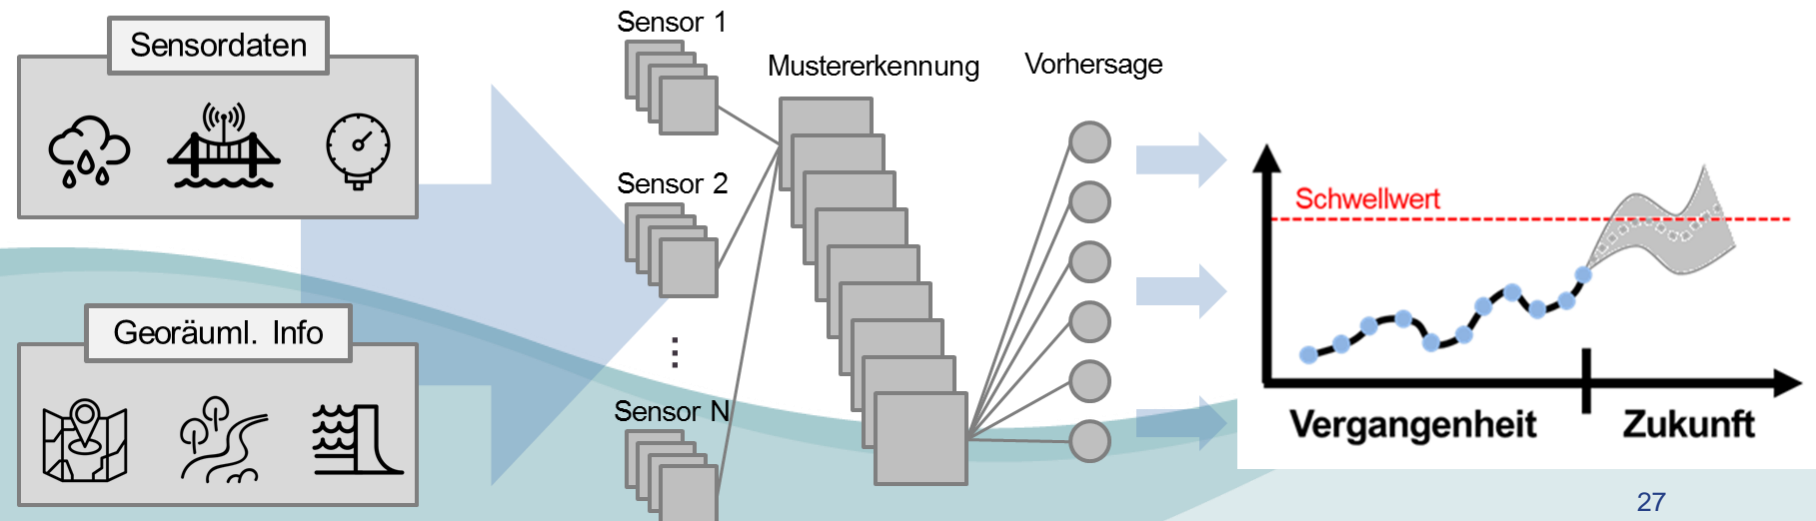 Sensordaten
Georäuml. Info
Sensor 1
Sensor 2
⋮
Sensor N
Mustererkennung
Vorhersage
Schwellwert
Vergangenheit
Zukunft
27